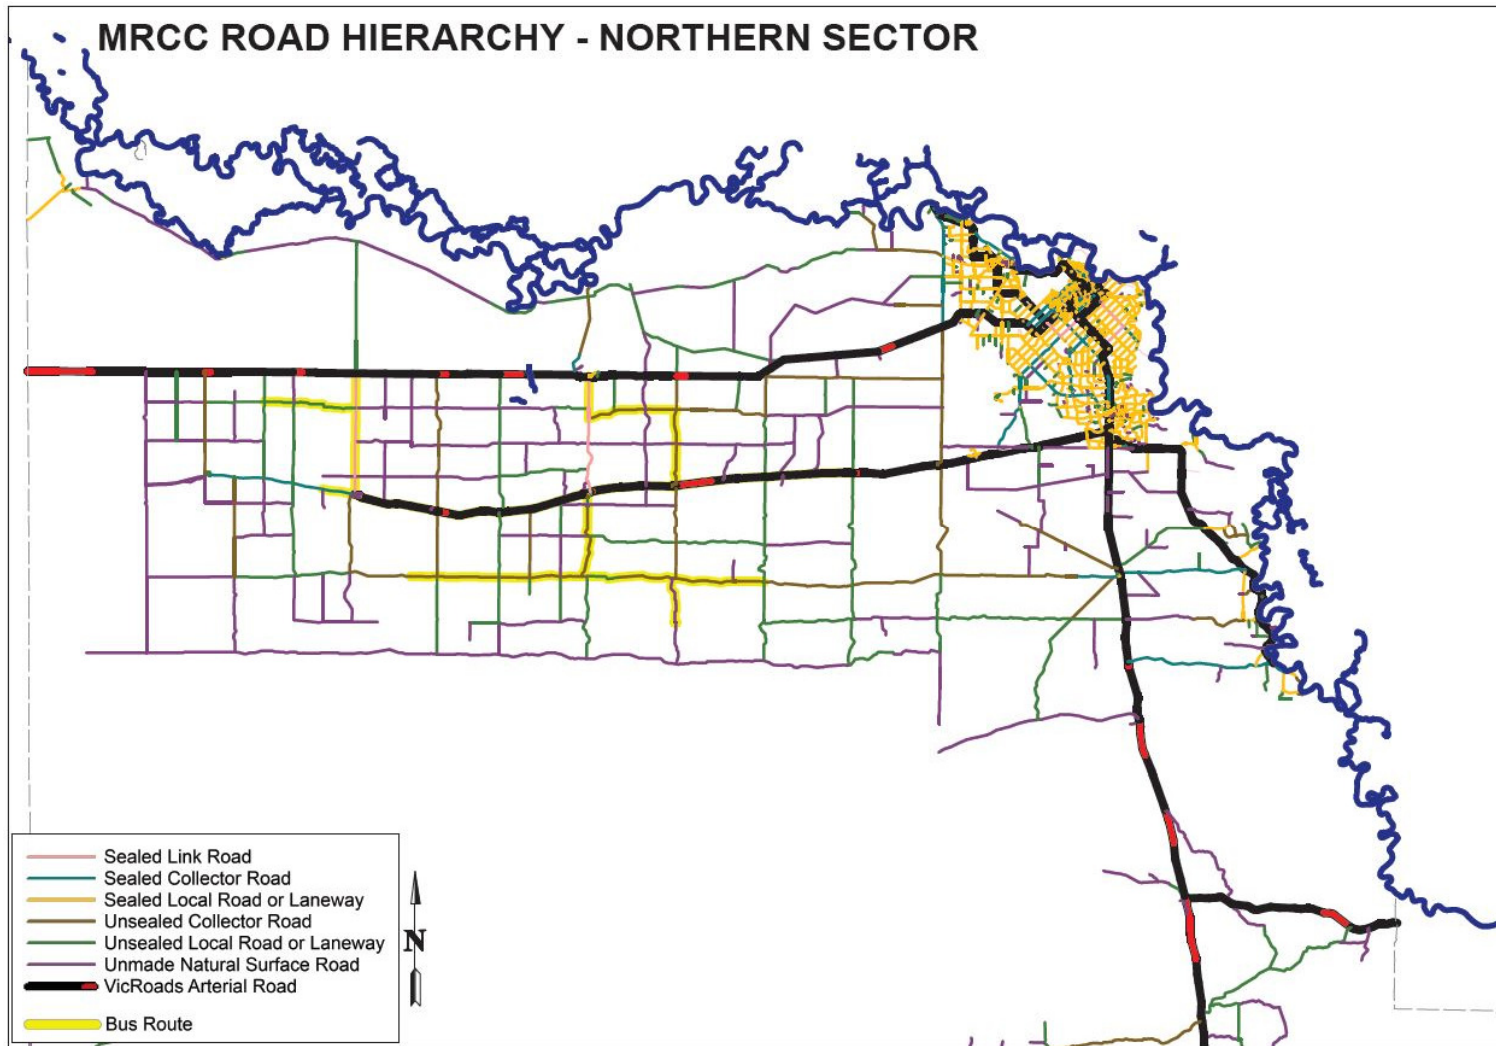 MRCC ROAD HIERARCHY - NORTHERN SECTOR
Sealed Link Road
Sealed Collector Road
Sealed Local Road or Laneway
Unsealed Collector Road
Unsealed Local Road or Laneway
Unmade Natural Surface Road
VicRoads Arterial Road
Bus Route
N